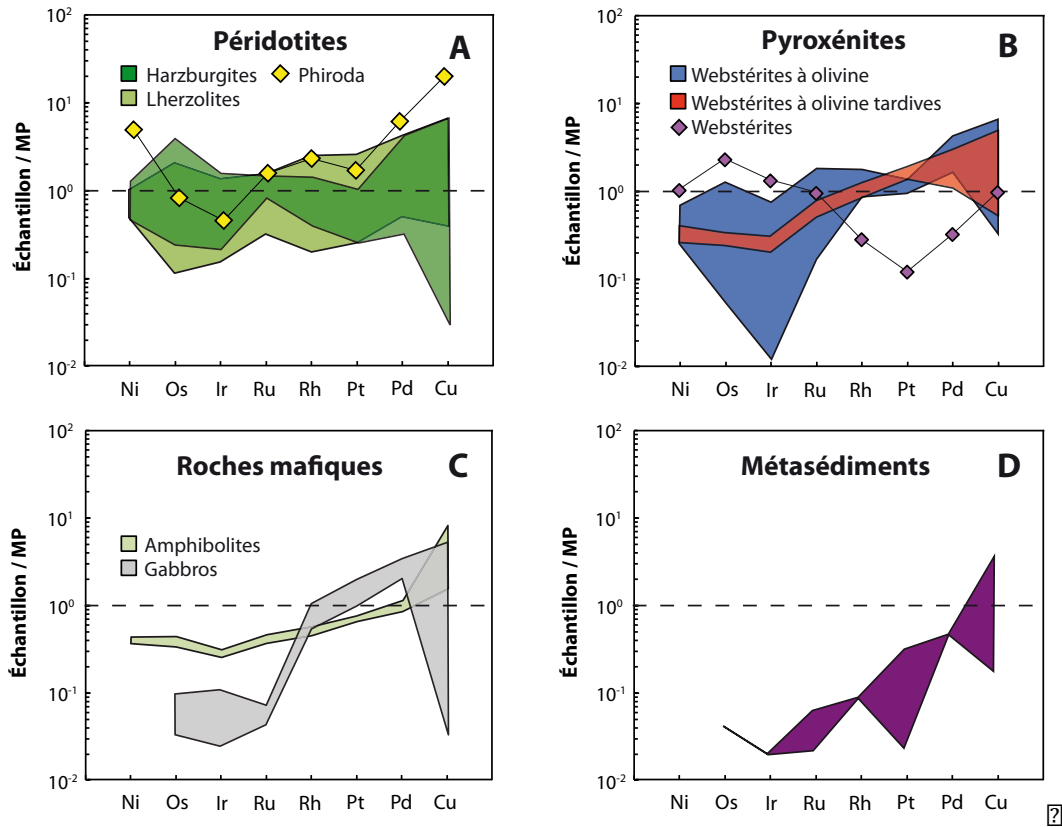 Péridotites
A
Harzburgites
Phiroda
Lherzolites
Échantillon / MP
10²
10¹
10⁰
10⁻¹
10⁻²
Ni Os Ir Ru Rh Pt Pd Cu
Pyroxénites
B
Webstérites à olivine
Webstérites à olivine tardives
Webstérites
Échantillon / MP
10²
10¹
10⁰
10⁻¹
10⁻²
Ni Os Ir Ru Rh Pt Pd Cu
Roches mafiques
C
Amphibolites
Gabbros
Échantillon / MP
10²
10¹
10⁰
10⁻¹
10⁻²
Ni Os Ir Ru Rh Pt Pd Cu
Métasédiments
D
Échantillon / MP
10²
10¹
10⁰
10⁻¹
10⁻²
Ni Os Ir Ru Rh Pt Pd Cu
?